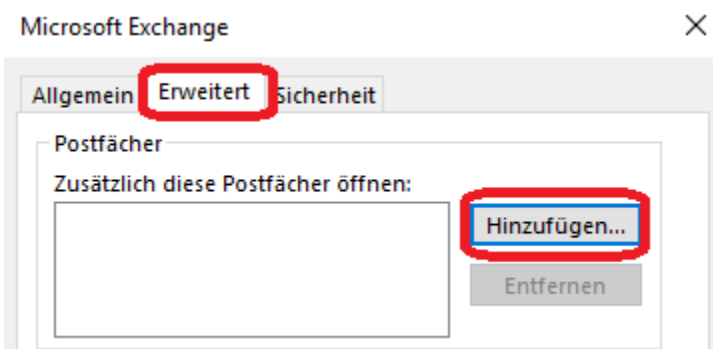 Microsoft Exchange
Allgemein Erweitert Sicherheit
Postfächer
Zusätzlich diese Postfächer öffnen:
Hinzufügen...
Entfernen